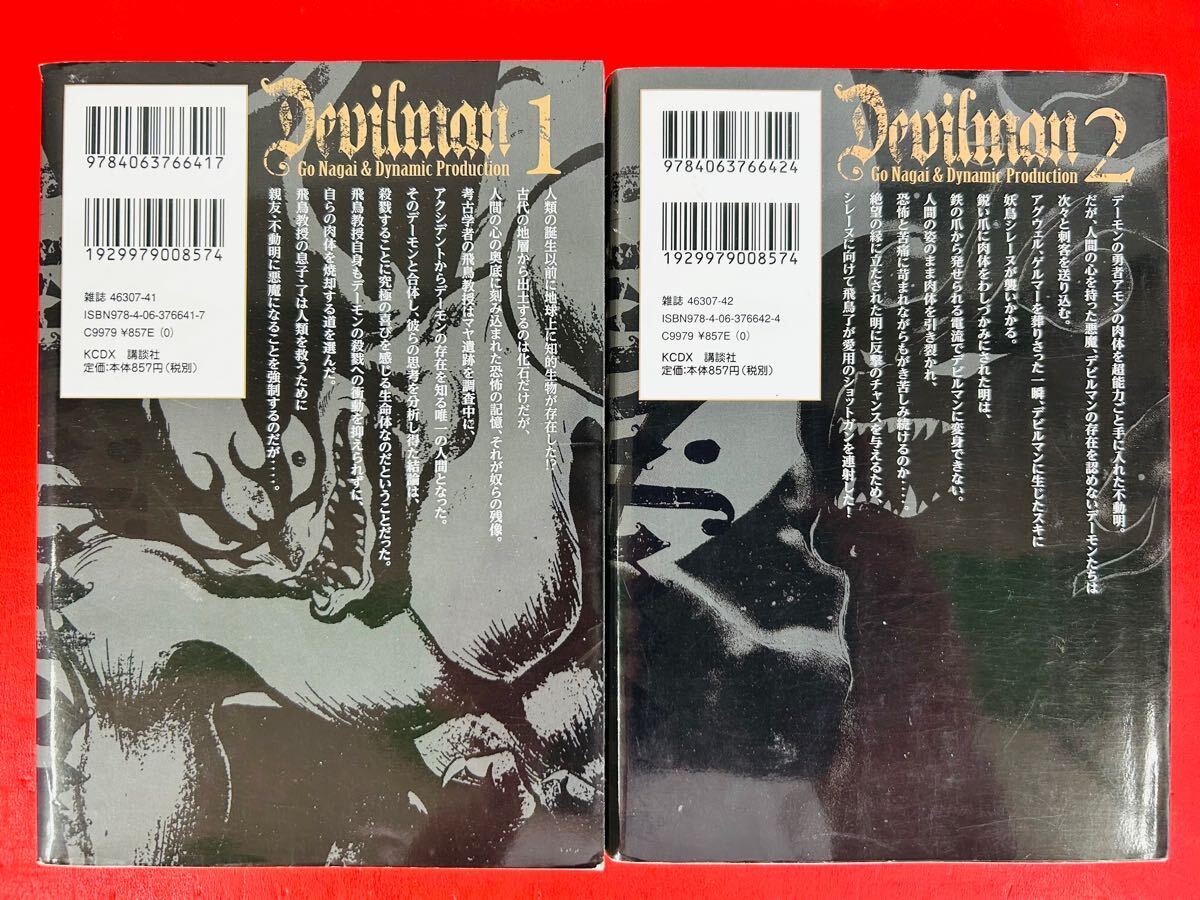 9784063766417
1929979008574
雑誌 46307-41
ISBN978-4-06-376641-7
C9979 ¥857E (0)
KCDX 講談社
定価:本体857円(税別)
Devilman 1
Go Nagai & Dynamic Production
人類の誕生以前に地球上に知的生物が存在した!?
古代の地層から出土するのは化石だけだが、
人間の心の奥底に刻み込まれた恐怖の記憶、それが奴らの残像。
考古学者の飛鳥教授はマヤ遺跡を調査中に、
アクシデントからデーモンの存在を知る唯一の人間となった。
そのデーモンと合体し、彼らの思考を分析し得た結論は、
殺戮することに究極の喜びを感じる生命体なのだということだった。
飛鳥教授自身もデーモンの殺戮への衝動を抑えられずに、
自らの肉体を焼却する道を選んだ。
飛鳥教授の息子・了は人類を救うために
親友・不動明に悪魔になることを強制するのだが……。
9784063766424
1929979008574
雑誌 46307-42
ISBN978-4-06-376642-4
C9979 ¥857E (0)
KCDX 講談社
定価:本体857円(税別)
Devilman 2
Go Nagai & Dynamic Production
デーモンの勇者アモンの肉体を超能力ごと手に入れた不動明。
だが、人間の心を持った悪魔、デビルマンの存在を認めないデーモンたちは
次々と刺客を送り込む。
アグウェル、ゲルマーを葬りさった一瞬、デビルマンに生じたスキに
妖鳥シレーヌが襲いかかる。
鋭い爪に肉体をわしづかみにされた明は、
鉄の爪から発せられる電流でデビルマンに変身できない。
人間の姿のまま肉体を引き裂かれ、
恐怖と苦痛に苛まれながらもがき苦しみ続けるのか……。
絶望の縁に立たされた明に反撃のチャンスを与えるため、
シレーヌに向けて飛鳥了が愛用のショットガンを連射した!